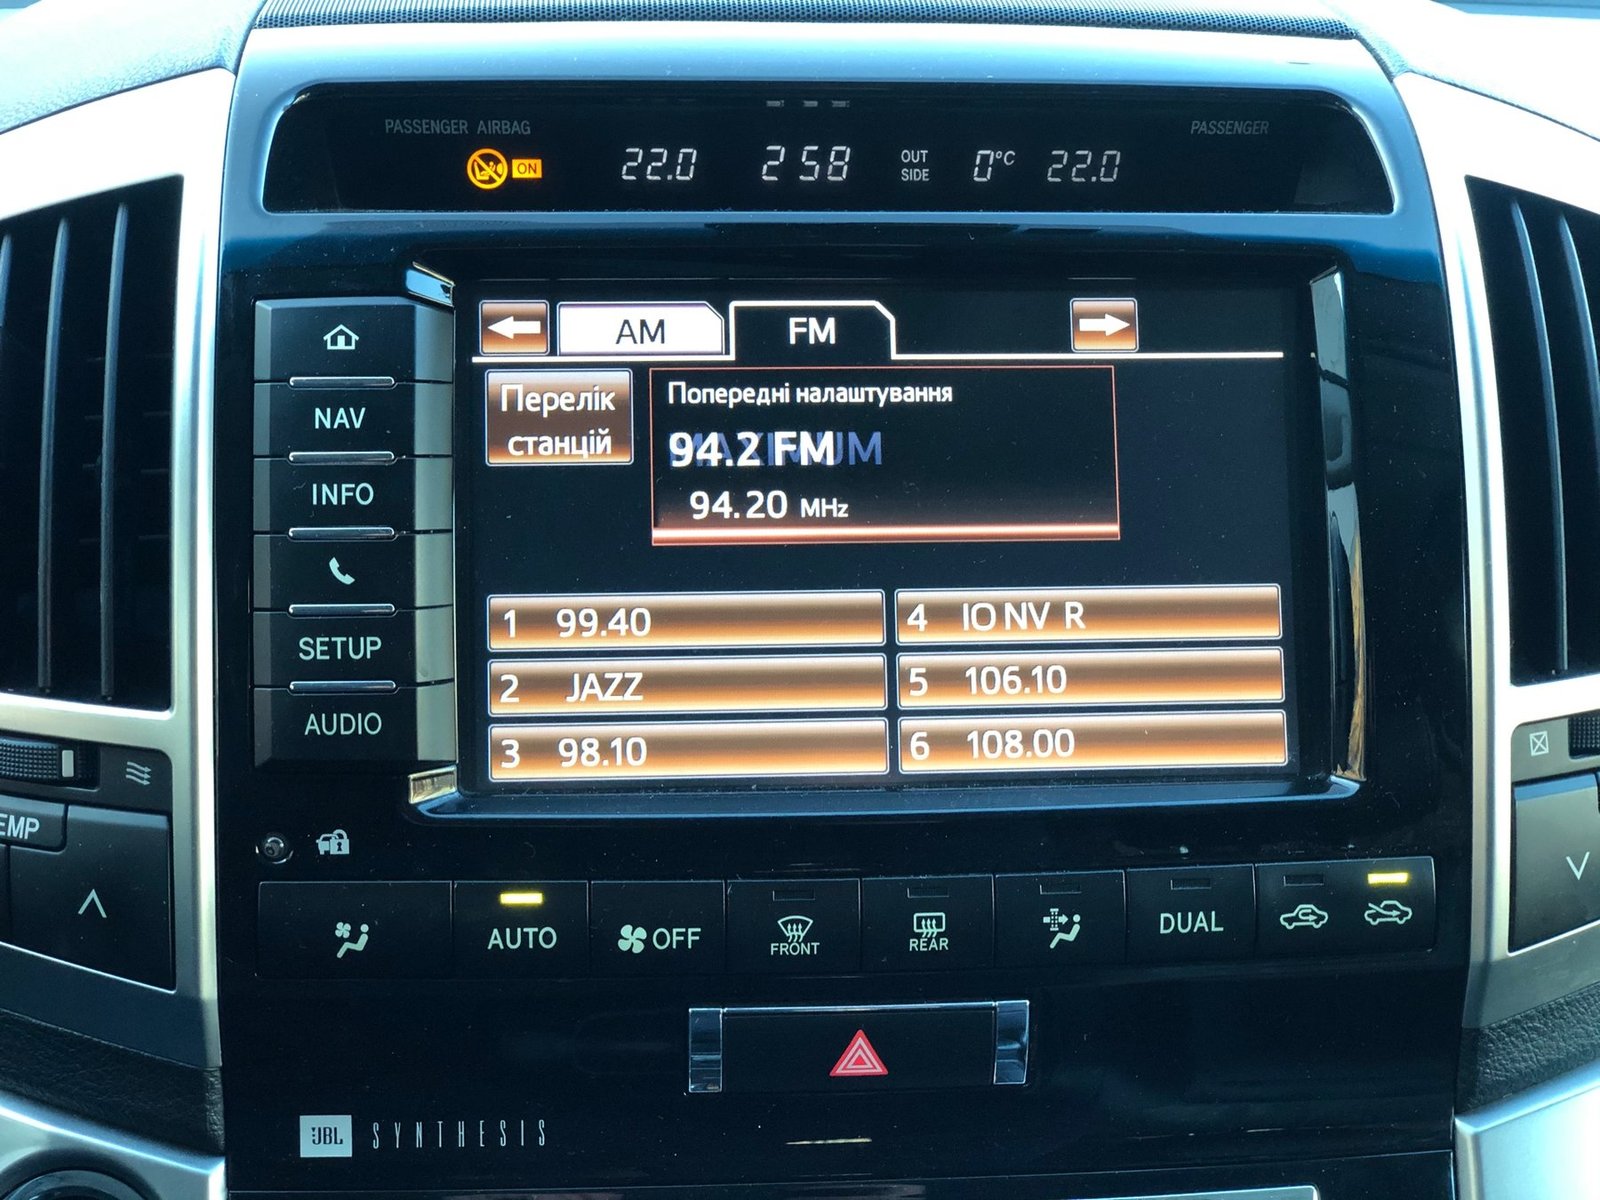 PASSENGER AIRBAG
PASSENGER
ON
22.0
2 58
OUT
SIDE
0°C
22.0
AM
FM
NAV
INFO
SETUP
AUDIO
Перелік
станцій
Попередні налаштування
94.2 FM
MAXIMUM
94.20 MHz
1 99.40
2 JAZZ
3 98.10
4 IO NV R
5 106.10
6 108.00
EMP
AUTO
OFF
FRONT
REAR
DUAL
JBL SYNTHESIS